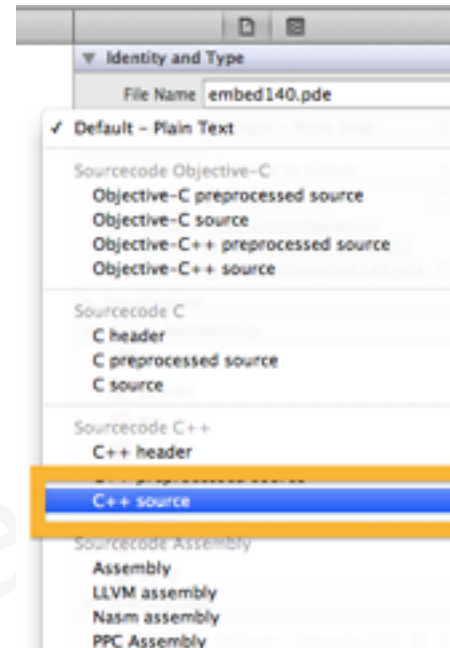 ▼ Identity and Type
File Name embed140.pde
✓ Default – Plain Text
Sourcecode Objective-C
Objective-C preprocessed source
Objective-C source
Objective-C++ preprocessed source
Objective-C++ source
Sourcecode C
C header
C preprocessed source
C source
Sourcecode C++
C++ header
C++ preprocessed source
C++ source
Sourcecode Assembly
Assembly
LLVM assembly
Nasm assembly
PPC Assembly